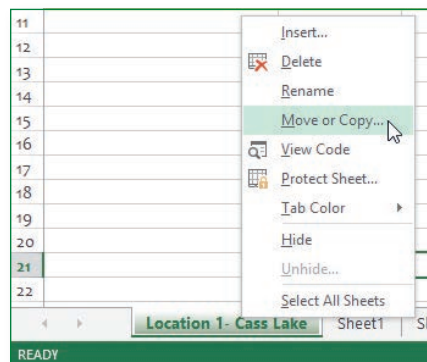 11
12
13
14
15
16
17
18
19
20
21
22
Insert...
Delete
Rename
Move or Copy...
View Code
Protect Sheet...
Tab Color
Hide
Unhide...
Select All Sheets
Location 1- Cass Lake Sheet1
READY